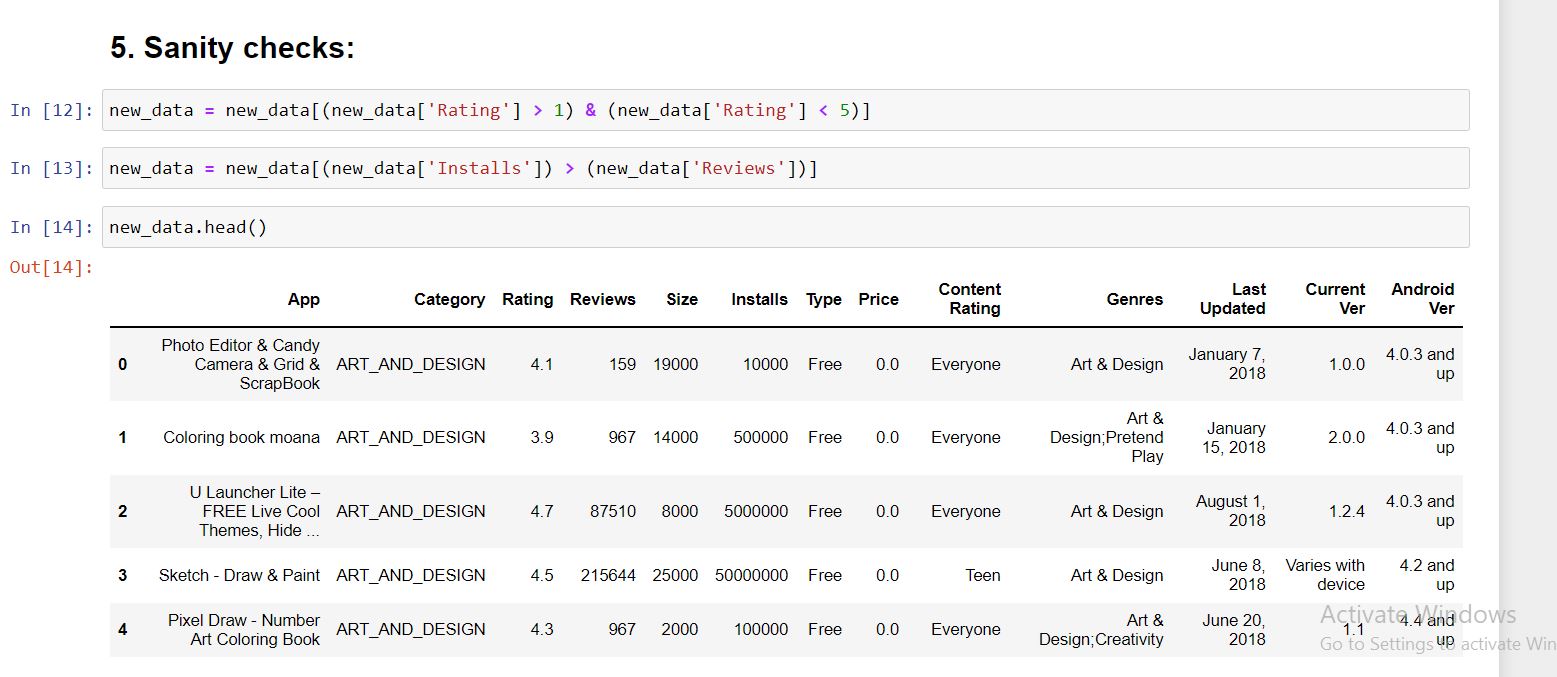 5. Sanity checks:
In [12]: new_data = new_data[(new_data['Rating'] > 1) & (new_data['Rating'] < 5)]
In [13]: new_data = new_data[(new_data['Installs']) > (new_data['Reviews'])]
In [14]: new_data.head()
Out[14]:
App Category Rating Reviews Size Installs Type Price Content Rating Genres Last Updated Current Ver Android Ver
0 Photo Editor & Candy Camera & Grid & ScrapBook ART_AND_DESIGN 4.1 159 19000 10000 Free 0.0 Everyone Art & Design January 7, 2018 1.0.0 4.0.3 and up
1 Coloring book moana ART_AND_DESIGN 3.9 967 14000 500000 Free 0.0 Everyone Art & Design;Pretend Play January 15, 2018 2.0.0 4.0.3 and up
2 U Launcher Lite – FREE Live Cool Themes, Hide ... ART_AND_DESIGN 4.7 87510 8000 5000000 Free 0.0 Everyone Art & Design August 1, 2018 1.2.4 4.0.3 and up
3 Sketch - Draw & Paint ART_AND_DESIGN 4.5 215644 25000 50000000 Free 0.0 Teen Art & Design June 8, 2018 Varies with device 4.2 and up
4 Pixel Draw - Number Art Coloring Book ART_AND_DESIGN 4.3 967 2000 100000 Free 0.0 Everyone Art & Design;Creativity June 20, 2018 1.1 4.4 and up
Activate Windows
Go to Settings to activate Win